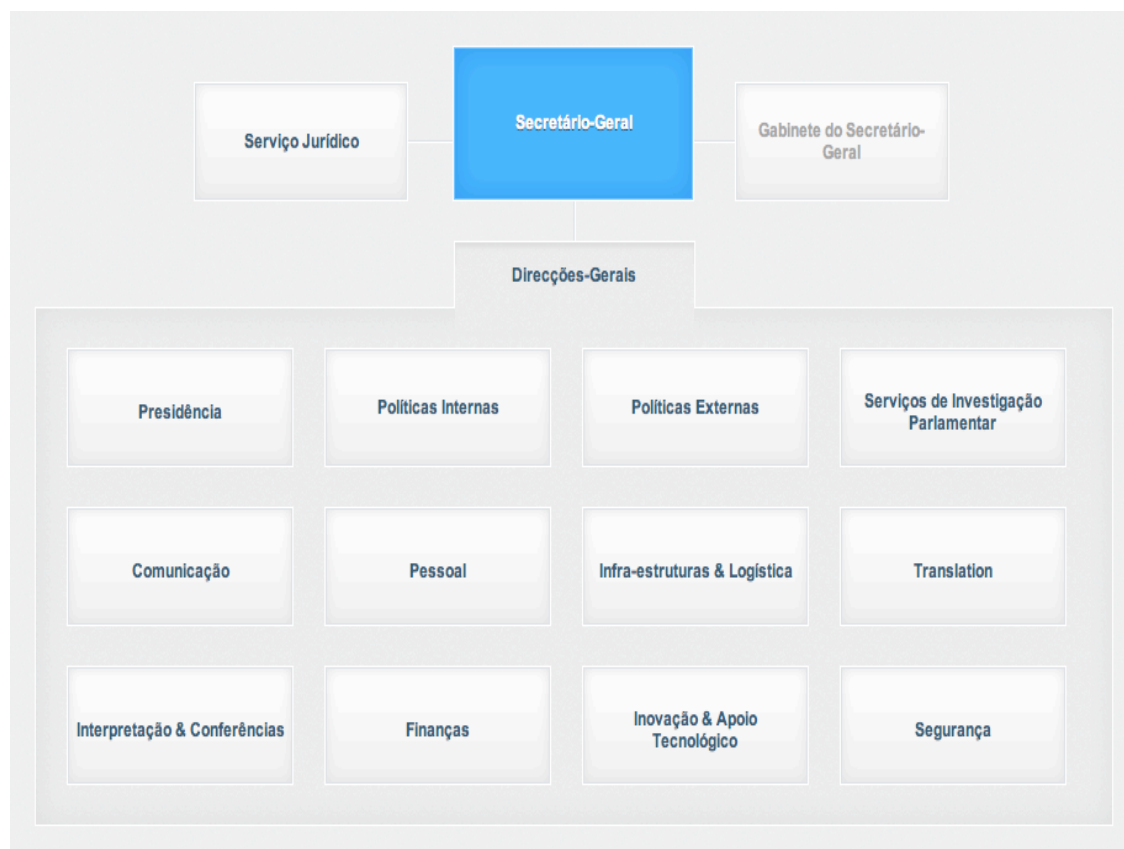 Secretário-Geral
Serviço Jurídico
Gabinete do Secretário-
Geral
Direcções-Gerais
Presidência
Políticas Internas
Políticas Externas
Serviços de Investigação
Parlamentar
Comunicação
Pessoal
Infra-estruturas & Logística
Translation
Interpretação & Conferências
Finanças
Inovação & Apoio
Tecnológico
Segurança